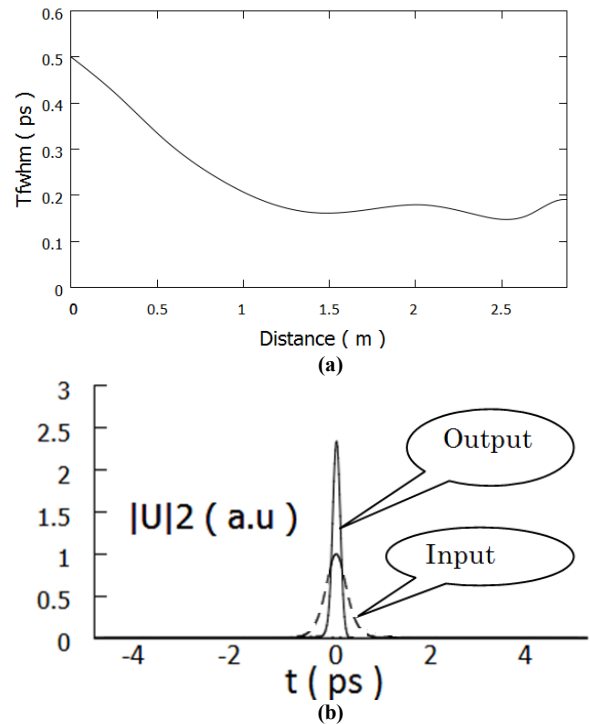 0.6
0.5
0.4
0.3
0.2
0.1
0
Tfwhm ( ps )
0 0.5 1 1.5 2 2.5
Distance ( m )
(a)
3
2.5
2
1.5
1
0.5
0
|U|2 ( a.u )
Output
Input
-4 -2 0 2 4
t ( ps )
(b)